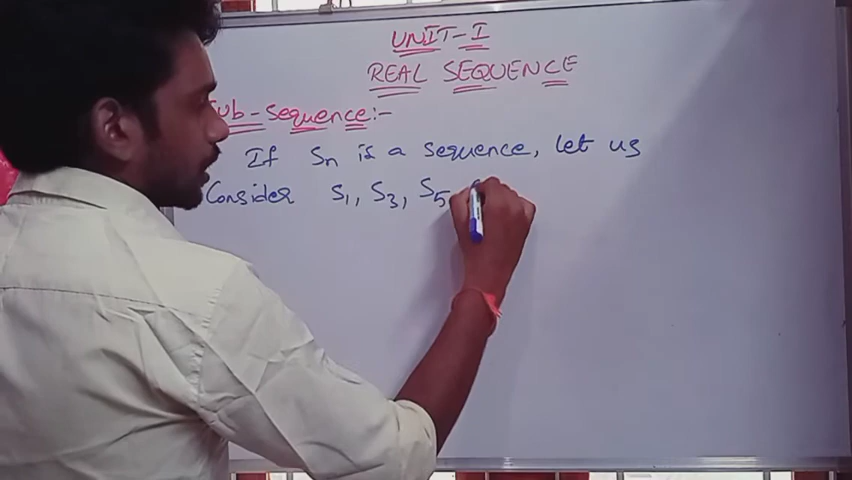 UNIT-I
REAL SEQUENCE
Sub-sequence:-
If Sn is a sequence, let us
Consider S1, S3, S5